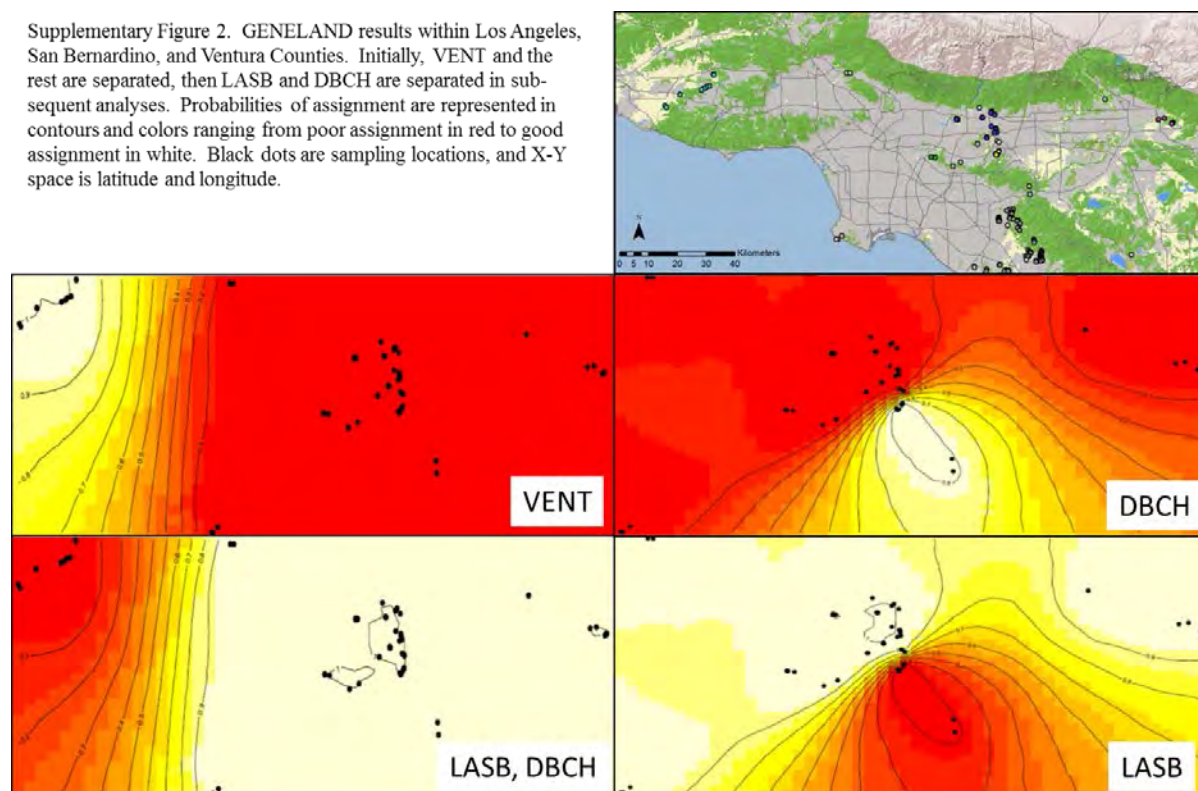 Supplementary Figure 2. GENELAND results within Los Angeles,
San Bernardino, and Ventura Counties. Initially, VENT and the
rest are separated, then LASB and DBCH are separated in sub-
sequent analyses. Probabilities of assignment are represented in
contours and colors ranging from poor assignment in red to good
assignment in white. Black dots are sampling locations, and X-Y
space is latitude and longitude.
N
Kilometers
0 5 10 20 30 40
VENT
DBCH
LASB, DBCH
LASB